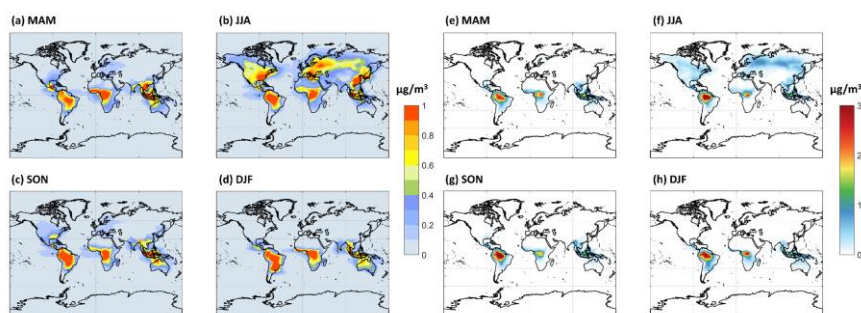 (a) MAM
(b) JJA
(e) MAM
(f) JJA
µg/m³
1
0.8
0.6
0.4
0.2
0
µg/m³
3
2
1
0
(c) SON
(d) DJF
(g) SON
(h) DJF